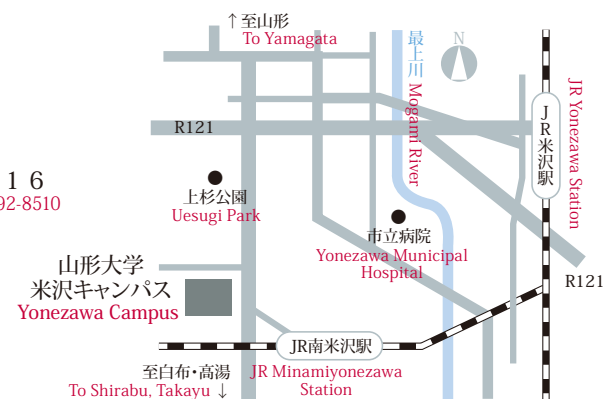 ↑至山形
To Yamagata
最上川
Mogami River
N
JR米沢駅
JR Yonezawa Station
R121
16
92-8510
上杉公園
Uesugi Park
市立病院
Yonezawa Municipal
Hospital
山形大学
米沢キャンパス
Yonezawa Campus
R121
JR南米沢駅
JR Minamiyonezawa
Station
至白布・高湯
To Shirabu, Takayu ↓